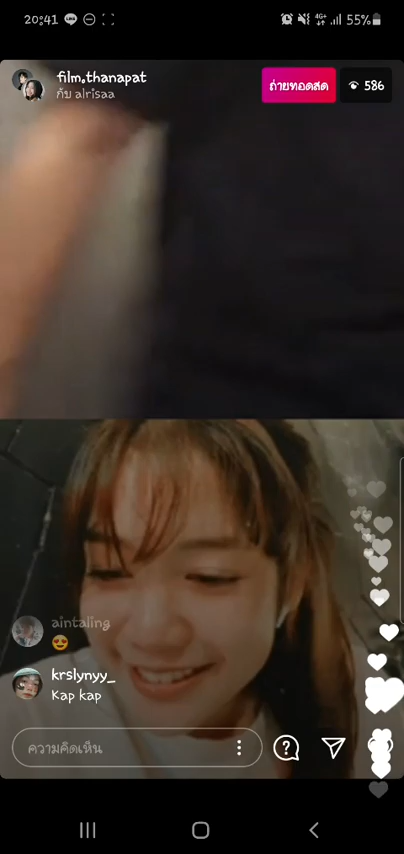 20:41
4G+
55%
film.thanapat
กับ alrisaa
ถ่ายทอดสด
586
aintaling
😍
krslynyy_
Kap kap
ความคิดเห็น